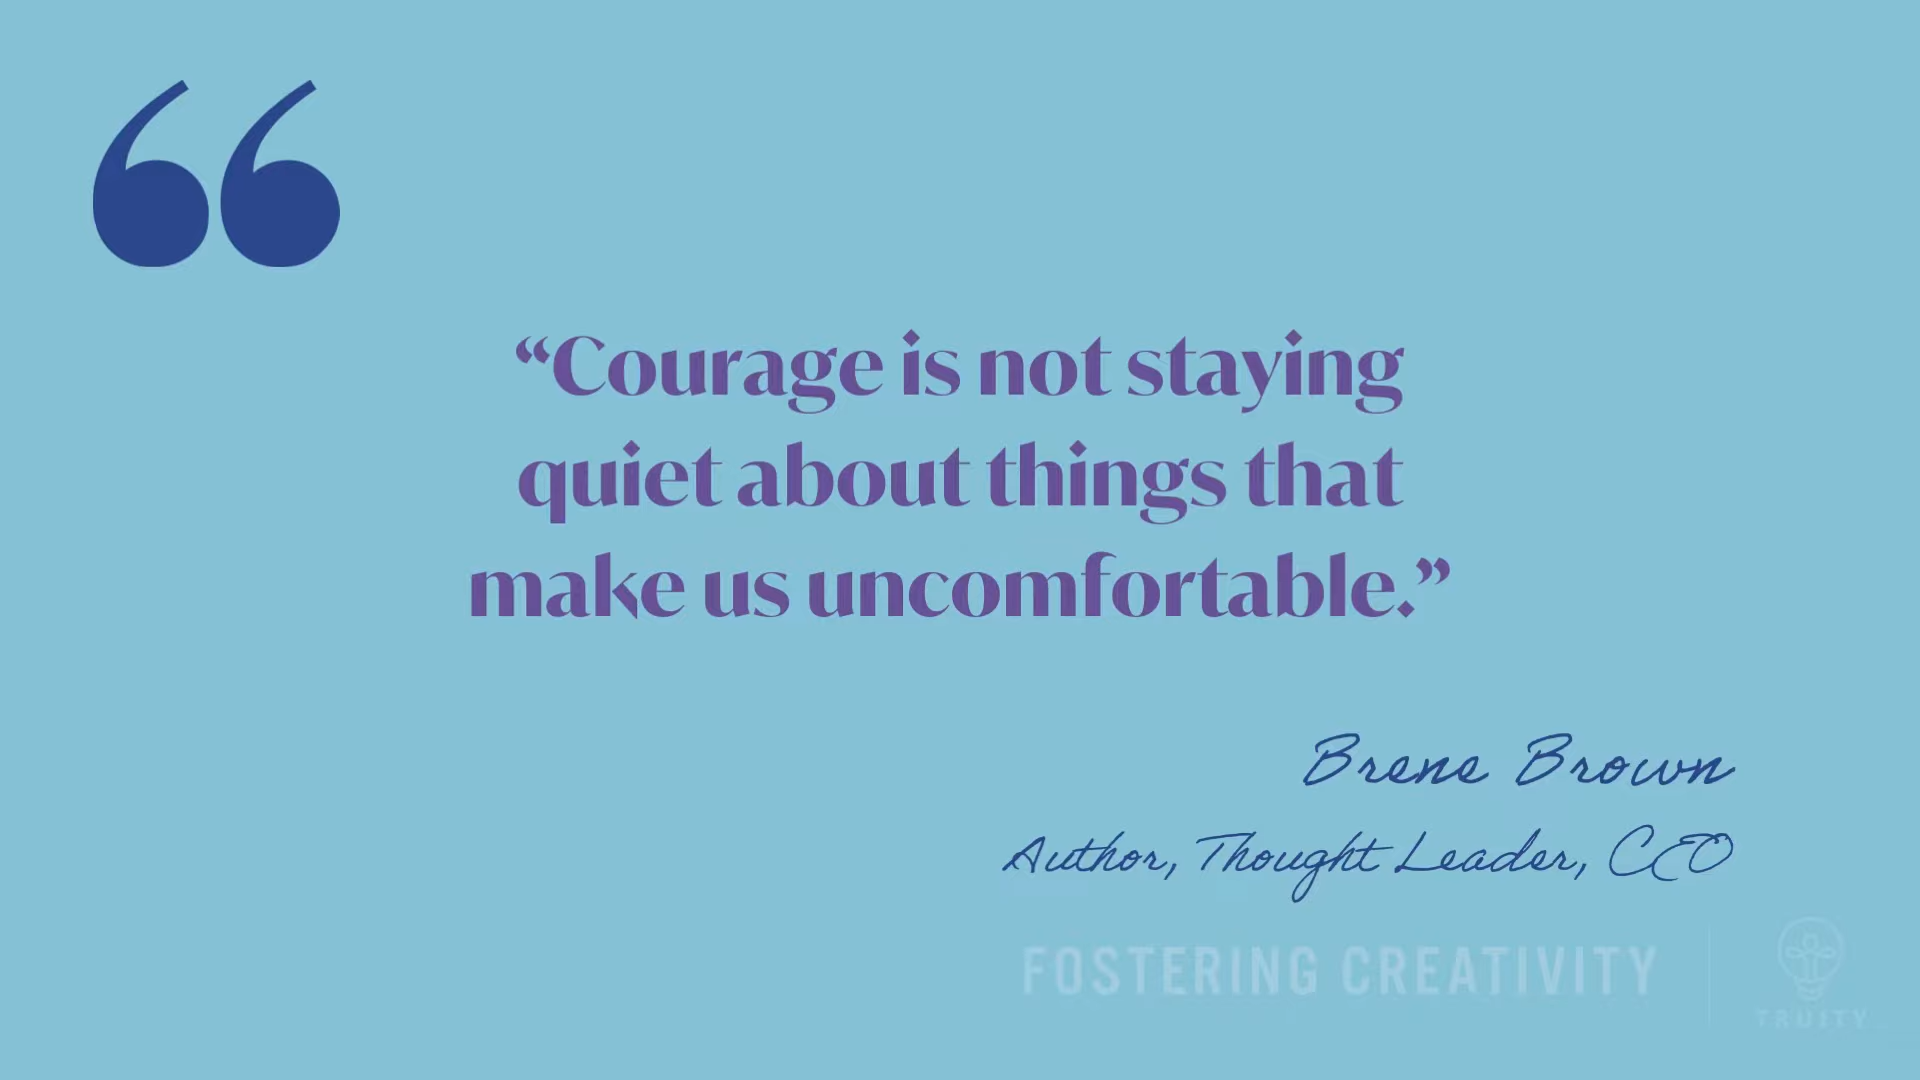 “Courage is not staying
quiet about things that
make us uncomfortable.”
Brene Brown
Author, Thought Leader, CEO
FOSTERING CREATIVITY
TRUITY